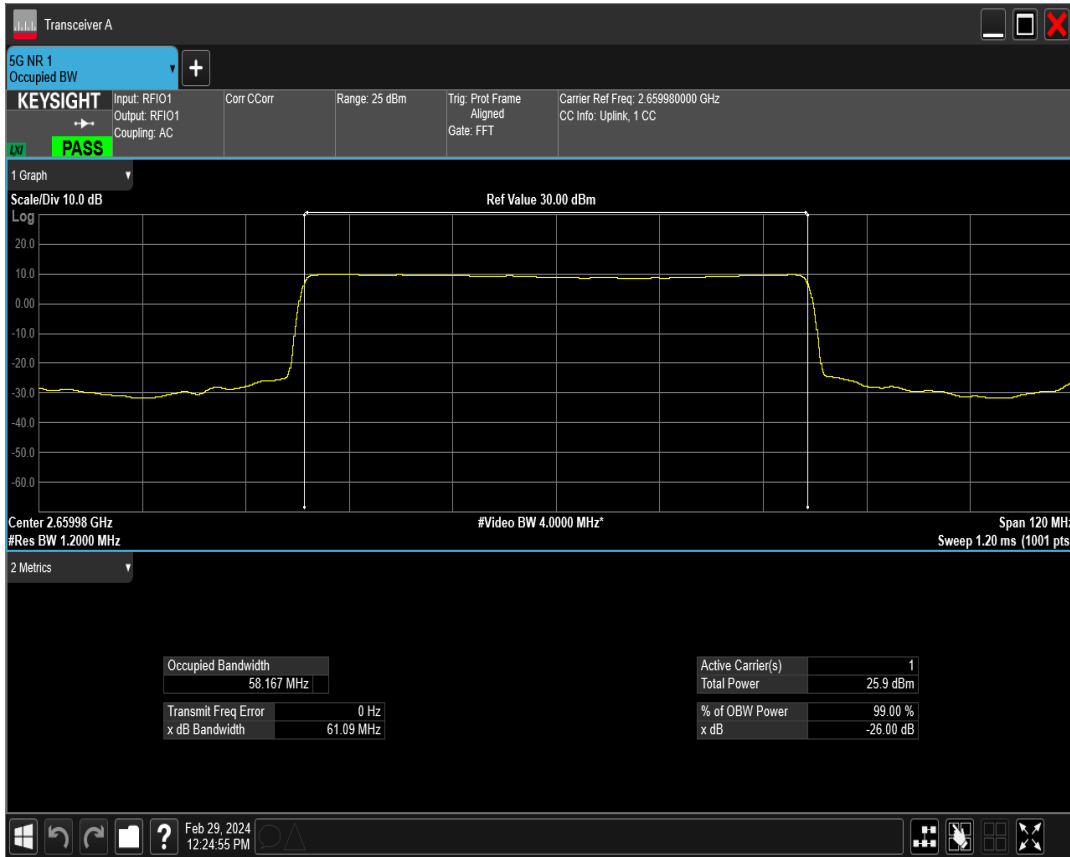 Transceiver A
5G NR 1
Occupied BW
KEYSIGHT
LXI
PASS
Input: RFIO1
Output: RFIO1
Coupling: AC
Corr CCorr
Range: 25 dBm
Trig: Prot Frame
Aligned
Gate: FFT
Carrier Ref Freq: 2.659980000 GHz
CC Info: Uplink, 1 CC
1 Graph
Scale/Div 10.0 dB
Ref Value 30.00 dBm
Log
20.0
10.0
0.00
-10.0
-20.0
-30.0
-40.0
-50.0
-60.0
Center 2.65998 GHz
#Video BW 4.0000 MHz*
Span 120 MHz
#Res BW 1.2000 MHz
Sweep 1.20 ms (1001 pts
2 Metrics
Occupied Bandwidth
58.167 MHz
Transmit Freq Error 0 Hz
x dB Bandwidth 61.09 MHz
Active Carrier(s) 1
Total Power 25.9 dBm
% of OBW Power 99.00 %
x dB -26.00 dB
?
Feb 29, 2024
12:24:55 PM